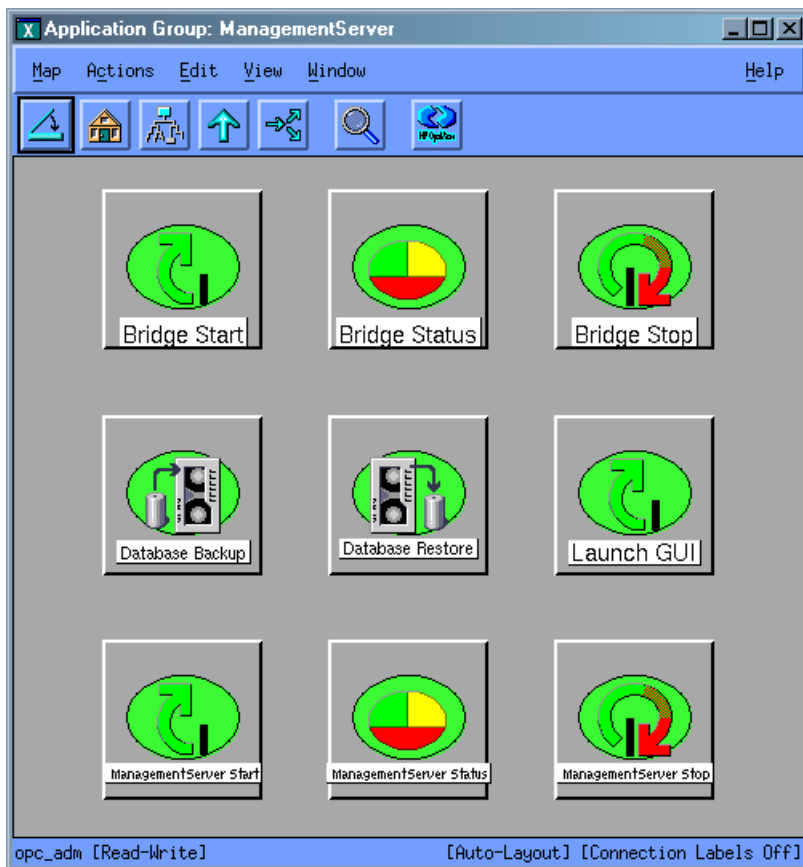 X Application Group: ManagementServer
Map Actions Edit View Window Help
HP OpenView
Bridge Start Bridge Status Bridge Stop
Database Backup Database Restore Launch GUI
ManagementServer Start ManagementServer Status ManagementServer Stop
opc_adm [Read-Write] [Auto-Layout] [Connection Labels Off]